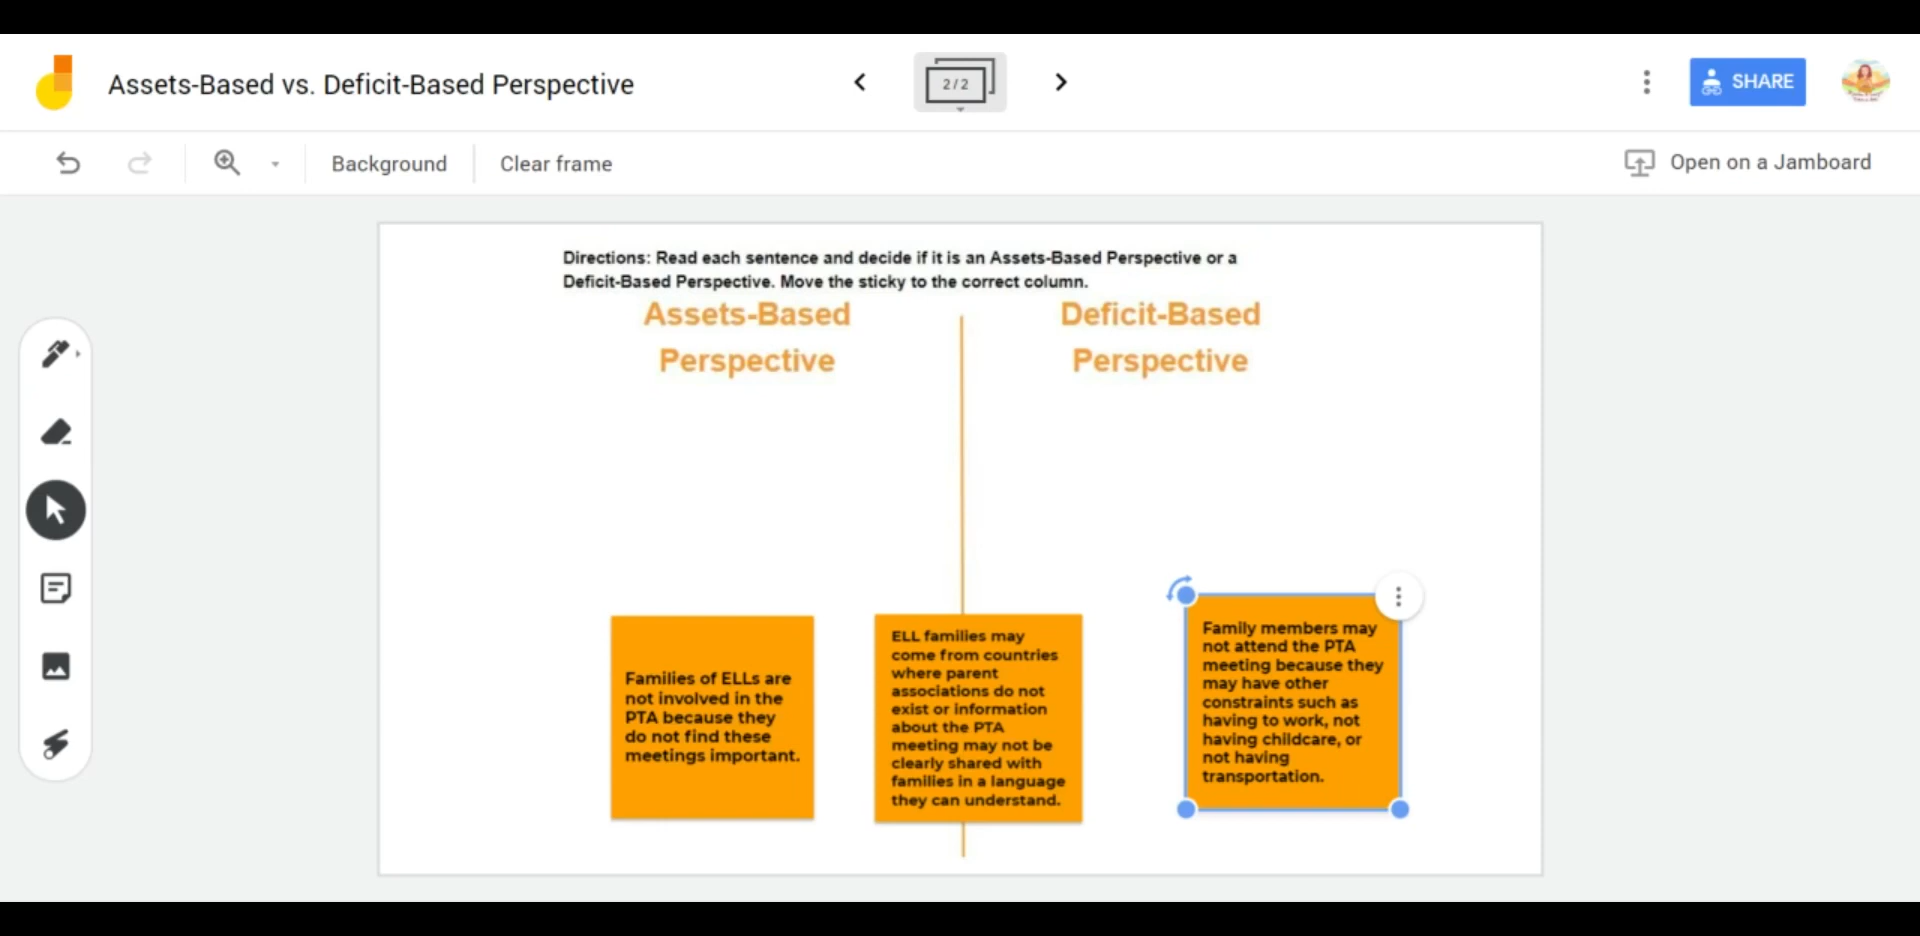 Assets-Based vs. Deficit-Based Perspective
2/2
SHARE
Background
Clear frame
Open on a Jamboard
Directions: Read each sentence and decide if it is an Assets-Based Perspective or a
Deficit-Based Perspective. Move the sticky to the correct column.
Assets-Based
Perspective
Deficit-Based
Perspective
Families of ELLs are
not involved in the
PTA because they
do not find these
meetings important.
ELL families may
come from countries
where parent
associations do not
exist or information
about the PTA
meeting may not be
clearly shared with
families in a language
they can understand.
Family members may
not attend the PTA
meeting because they
may have other
constraints such as
having to work, not
having childcare, or
not having
transportation.